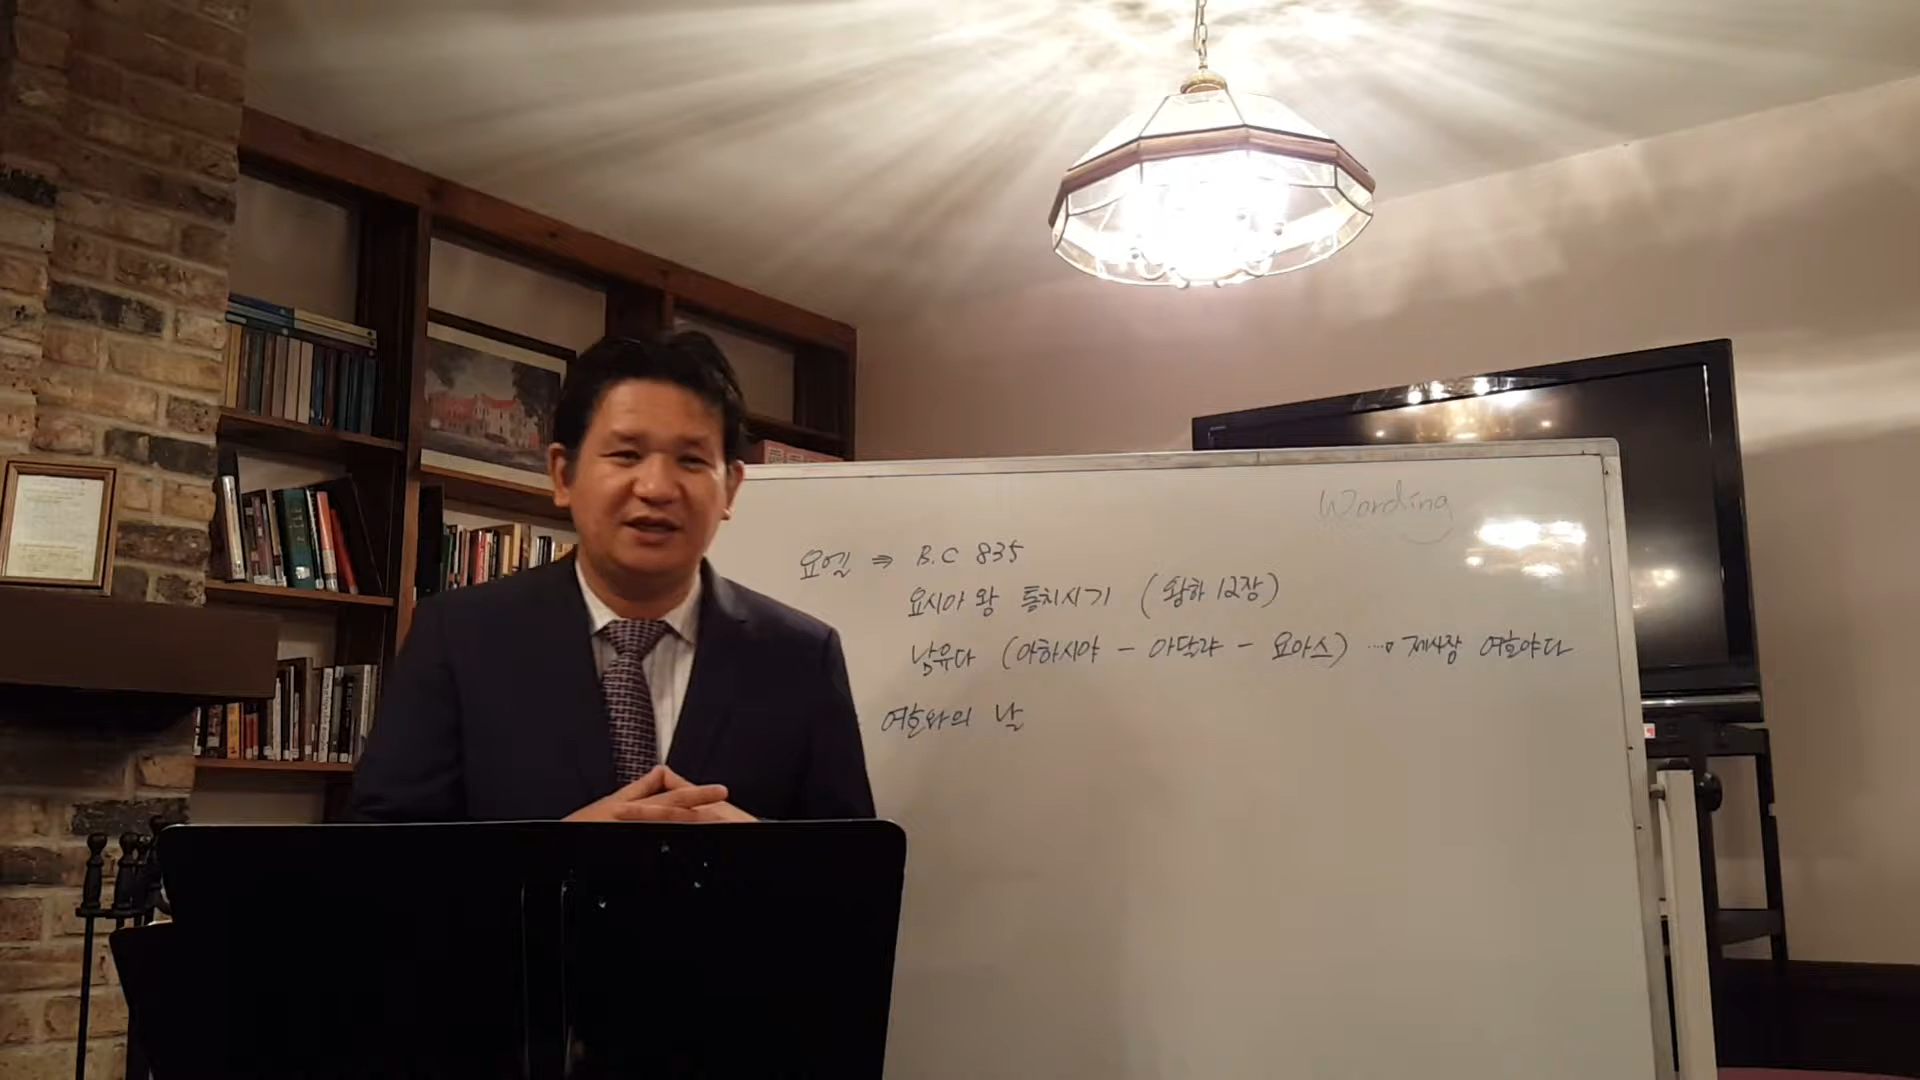 Wording
요엘 ⇒ B.C 835
요시아 왕 통치시기 (왕하 12장)
남유다 (아하시야 - 아달랴 - 요아스) ...→ 제사장 여호야다
여호와의 날